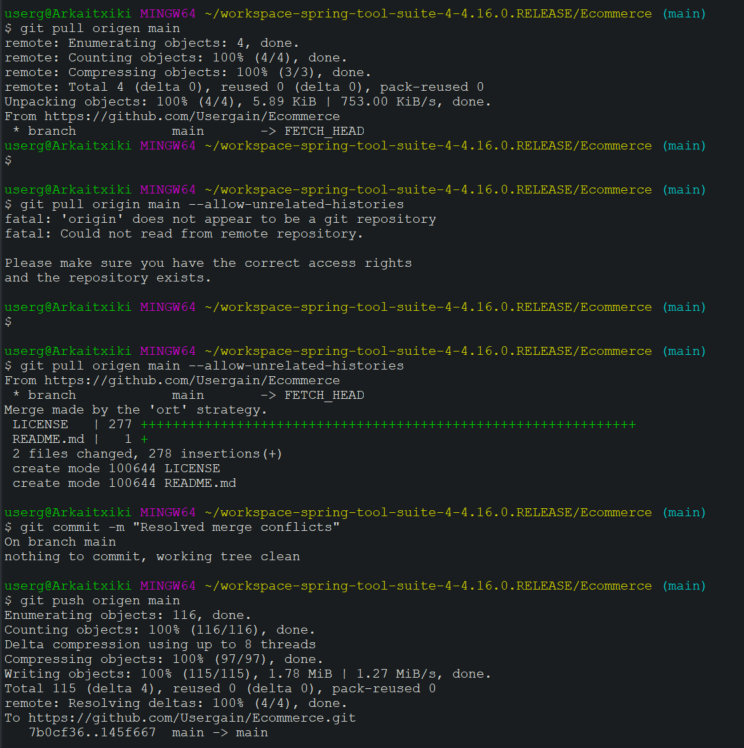 userg@Arkaitxiki MINGW64 ~/workspace-spring-tool-suite-4-4.16.0.RELEASE/Ecommerce (main)
$ git pull origen main
remote: Enumerating objects: 4, done.
remote: Counting objects: 100% (4/4), done.
remote: Compressing objects: 100% (3/3), done.
remote: Total 4 (delta 0), reused 0 (delta 0), pack-reused 0
Unpacking objects: 100% (4/4), 5.89 KiB | 753.00 KiB/s, done.
From https://github.com/Usergain/Ecommerce
 * branch            main       -> FETCH_HEAD
userg@Arkaitxiki MINGW64 ~/workspace-spring-tool-suite-4-4.16.0.RELEASE/Ecommerce (main)
$
userg@Arkaitxiki MINGW64 ~/workspace-spring-tool-suite-4-4.16.0.RELEASE/Ecommerce (main)
$ git pull origin main --allow-unrelated-histories
fatal: 'origin' does not appear to be a git repository
fatal: Could not read from remote repository.
Please make sure you have the correct access rights
and the repository exists.
userg@Arkaitxiki MINGW64 ~/workspace-spring-tool-suite-4-4.16.0.RELEASE/Ecommerce (main)
$
userg@Arkaitxiki MINGW64 ~/workspace-spring-tool-suite-4-4.16.0.RELEASE/Ecommerce (main)
$ git pull origen main --allow-unrelated-histories
From https://github.com/Usergain/Ecommerce
 * branch            main       -> FETCH_HEAD
Merge made by the 'ort' strategy.
 LICENSE   | 277 ++++++++++++++++++++++++++++++++++++++++++++++++++++++++++++++
 README.md |   1 +
 2 files changed, 278 insertions(+)
 create mode 100644 LICENSE
 create mode 100644 README.md
userg@Arkaitxiki MINGW64 ~/workspace-spring-tool-suite-4-4.16.0.RELEASE/Ecommerce (main)
$ git commit -m "Resolved merge conflicts"
On branch main
nothing to commit, working tree clean
userg@Arkaitxiki MINGW64 ~/workspace-spring-tool-suite-4-4.16.0.RELEASE/Ecommerce (main)
$ git push origen main
Enumerating objects: 116, done.
Counting objects: 100% (116/116), done.
Delta compression using up to 8 threads
Compressing objects: 100% (97/97), done.
Writing objects: 100% (115/115), 1.78 MiB | 1.27 MiB/s, done.
Total 115 (delta 4), reused 0 (delta 0), pack-reused 0
remote: Resolving deltas: 100% (4/4), done.
To https://github.com/Usergain/Ecommerce.git
   7b0cf36..145f667  main -> main